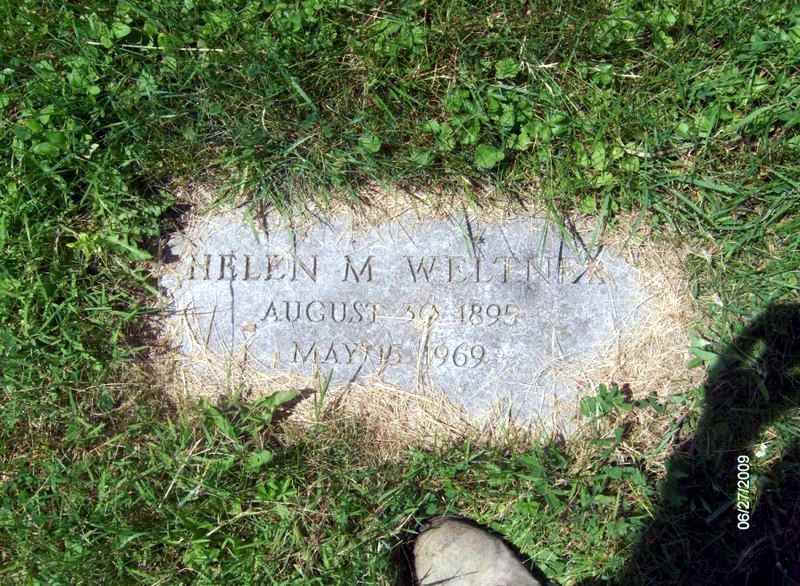 HELEN M WELTNER
AUGUST 30 1895
MAY 15 1969
06/27/2009